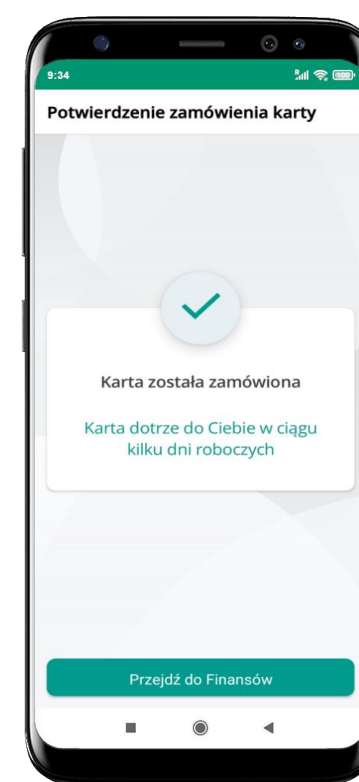 9:34
Potwierdzenie zamówienia karty
Karta została zamówiona
Karta dotrze do Ciebie w ciągu
kilku dni roboczych
Przejdź do Finansów